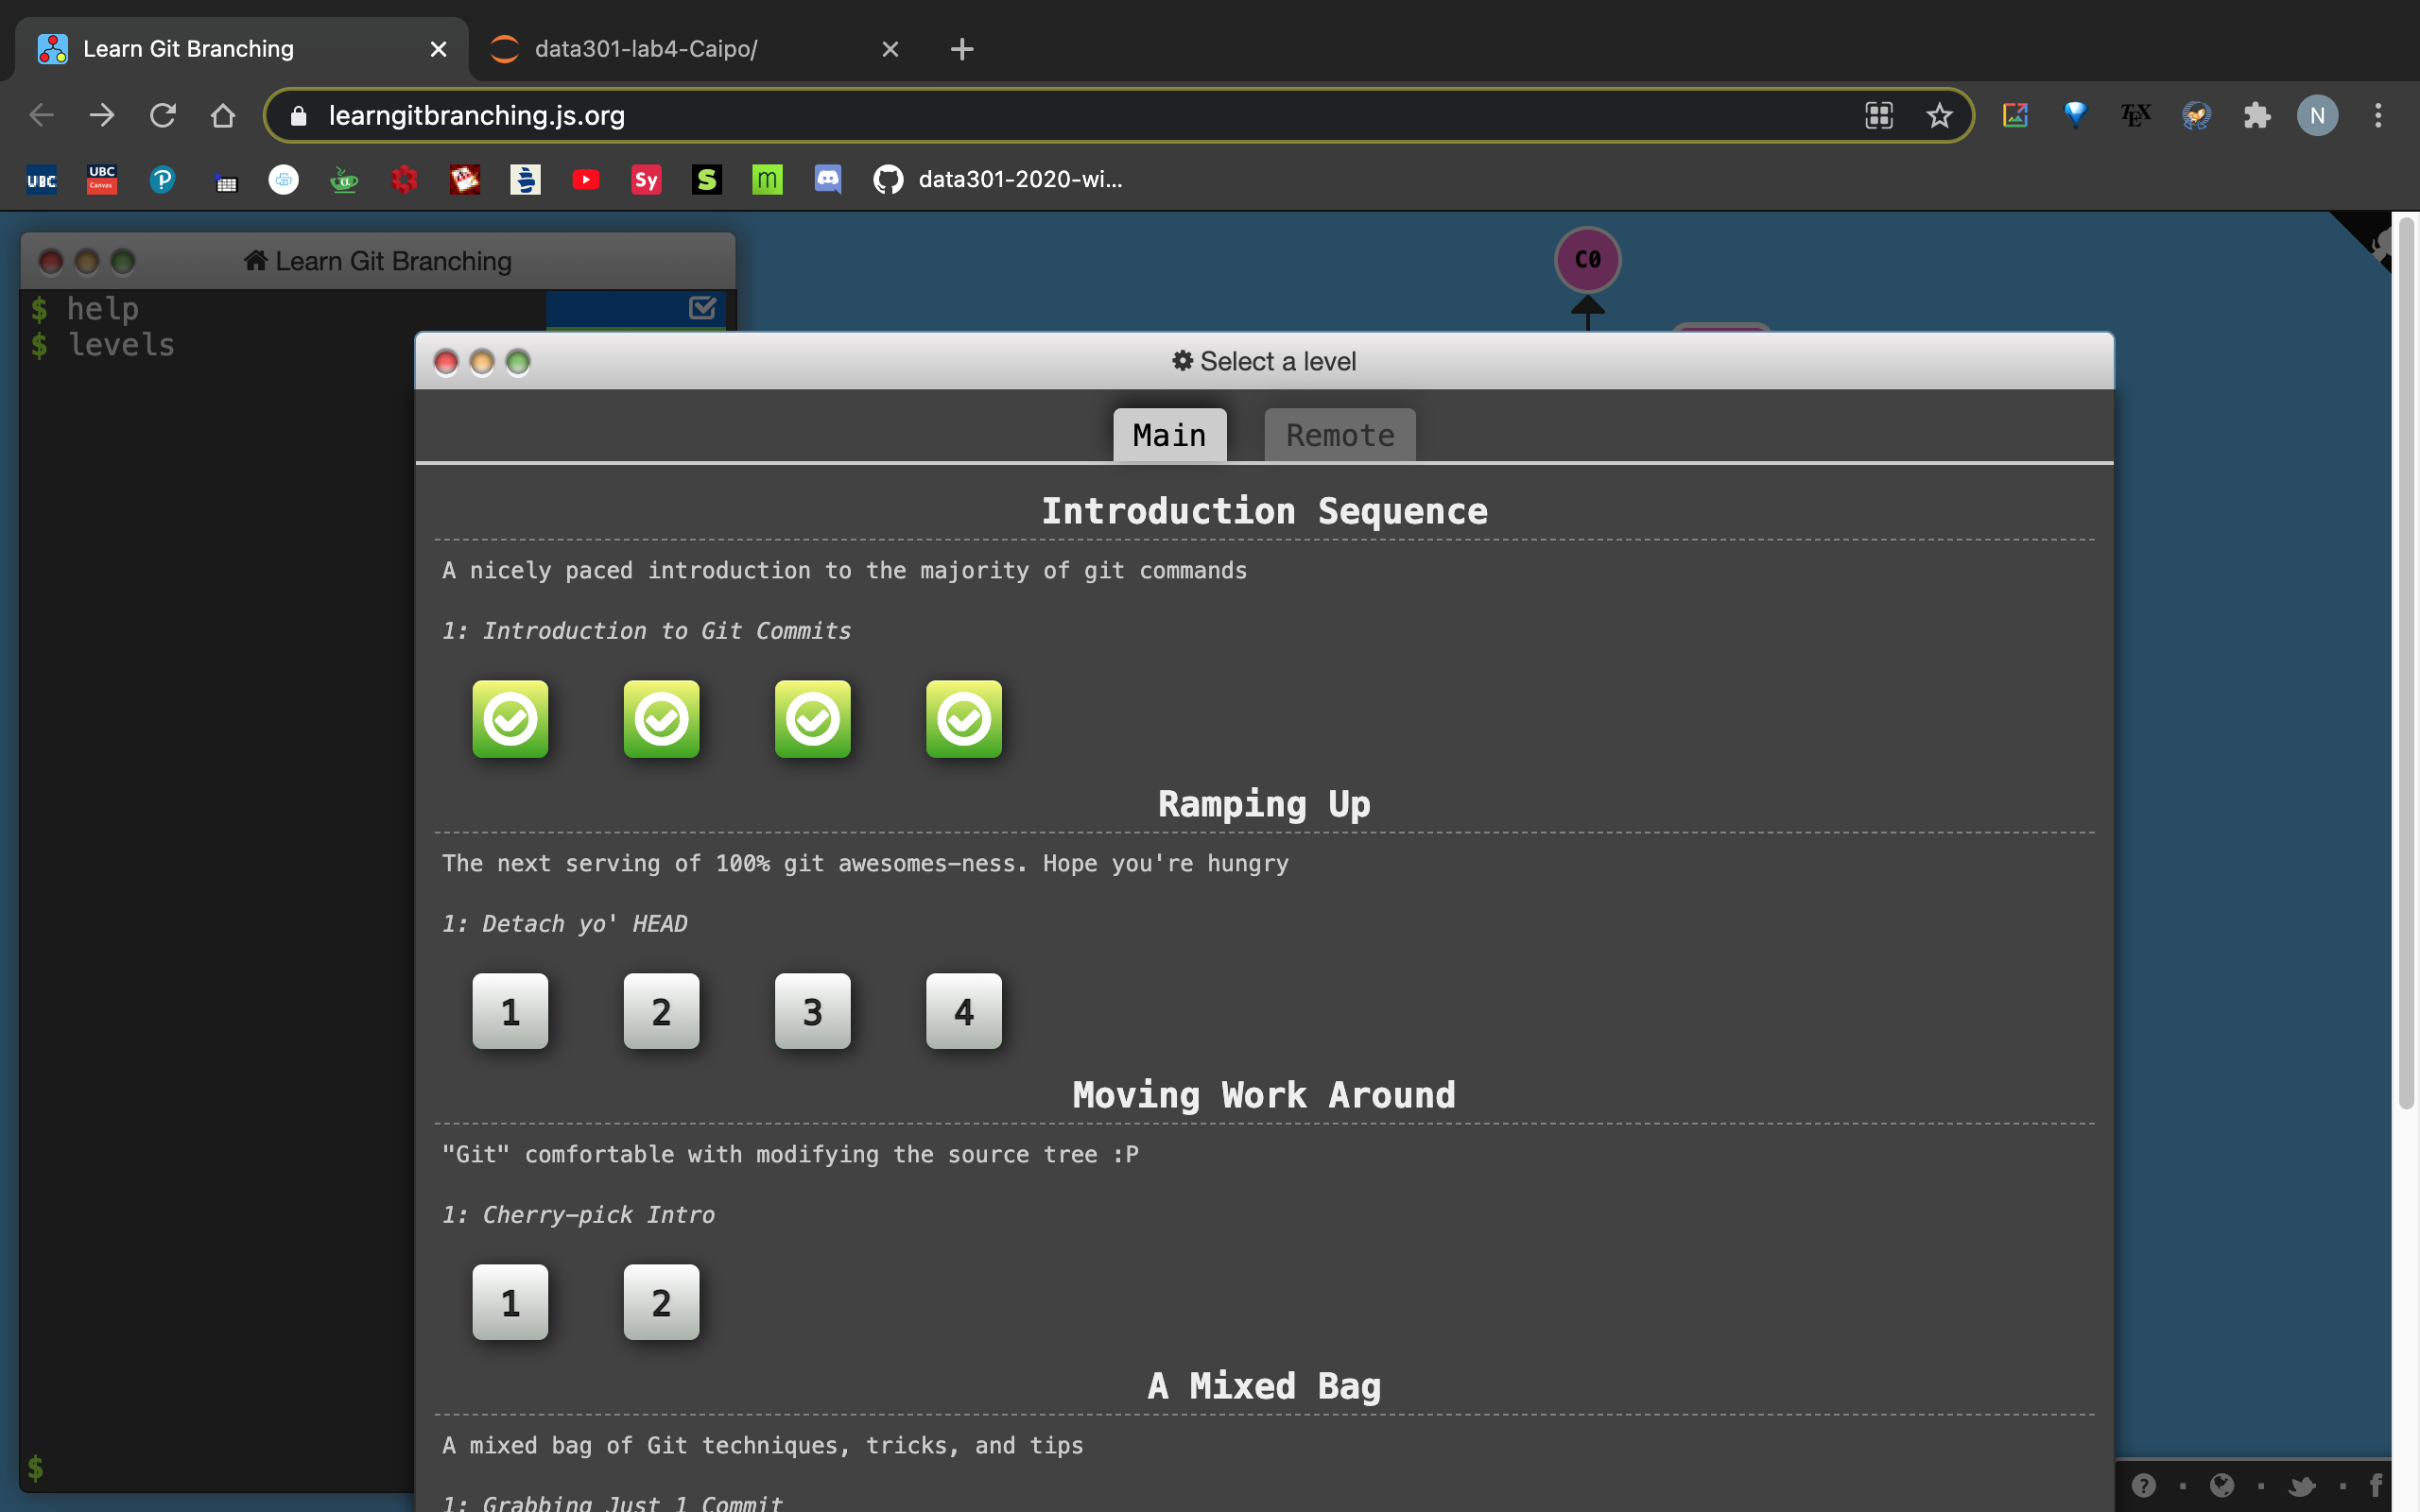 Learn Git Branching
data301-lab4-Caipo/
learngitbranching.js.org
N
TEX
UBC
UBC
Canvas
Sy
S
m
data301-2020-wi...
Learn Git Branching
C0
$ help
$ levels
Select a level
Main
Remote
Introduction Sequence
A nicely paced introduction to the majority of git commands
1: Introduction to Git Commits
Ramping Up
The next serving of 100% git awesomes-ness. Hope you're hungry
1: Detach yo' HEAD
1 2 3 4
Moving Work Around
"Git" comfortable with modifying the source tree :P
1: Cherry-pick Intro
1 2
A Mixed Bag
A mixed bag of Git techniques, tricks, and tips
1: Grabbing Just 1 Commit
$